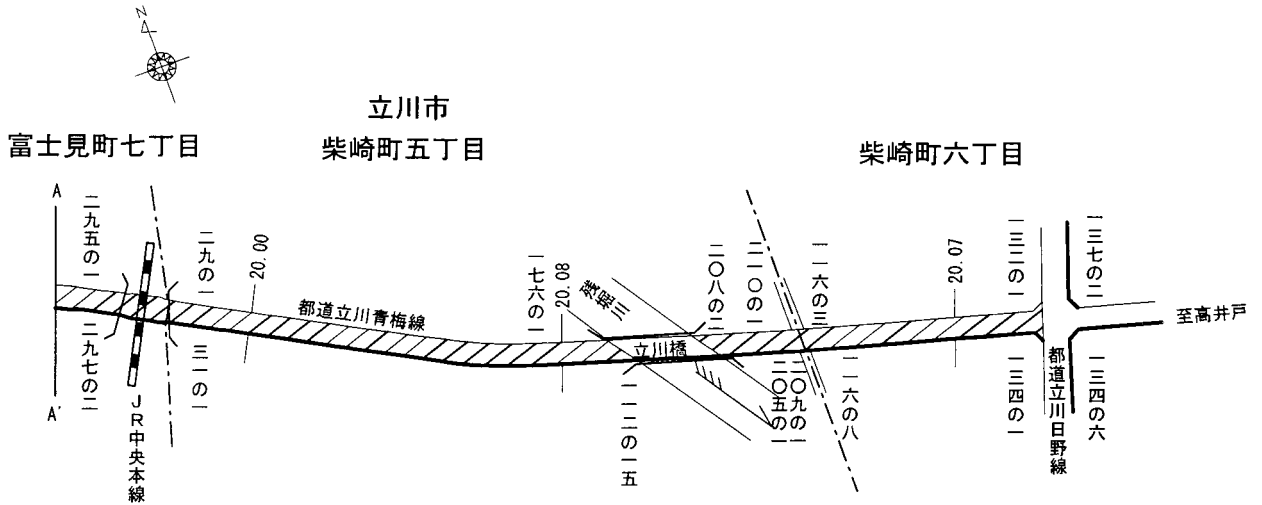 N
立川市
富士見町七丁目
柴崎町五丁目
柴崎町六丁目
A
二九五の一
二九の一
20.00
都道立川青梅線
一七六の一
20.08
残堀川
二〇八の二
二一〇の一
一一六の三
20.07
一三二の一
一三七の二
至高井戸
立川橋
A'
二九七の二
JR中央本線
三一の一
一一二の一五
二〇五の一
二〇九の一
一一六の八
一三四の一
都道立川日野線
一三四の六